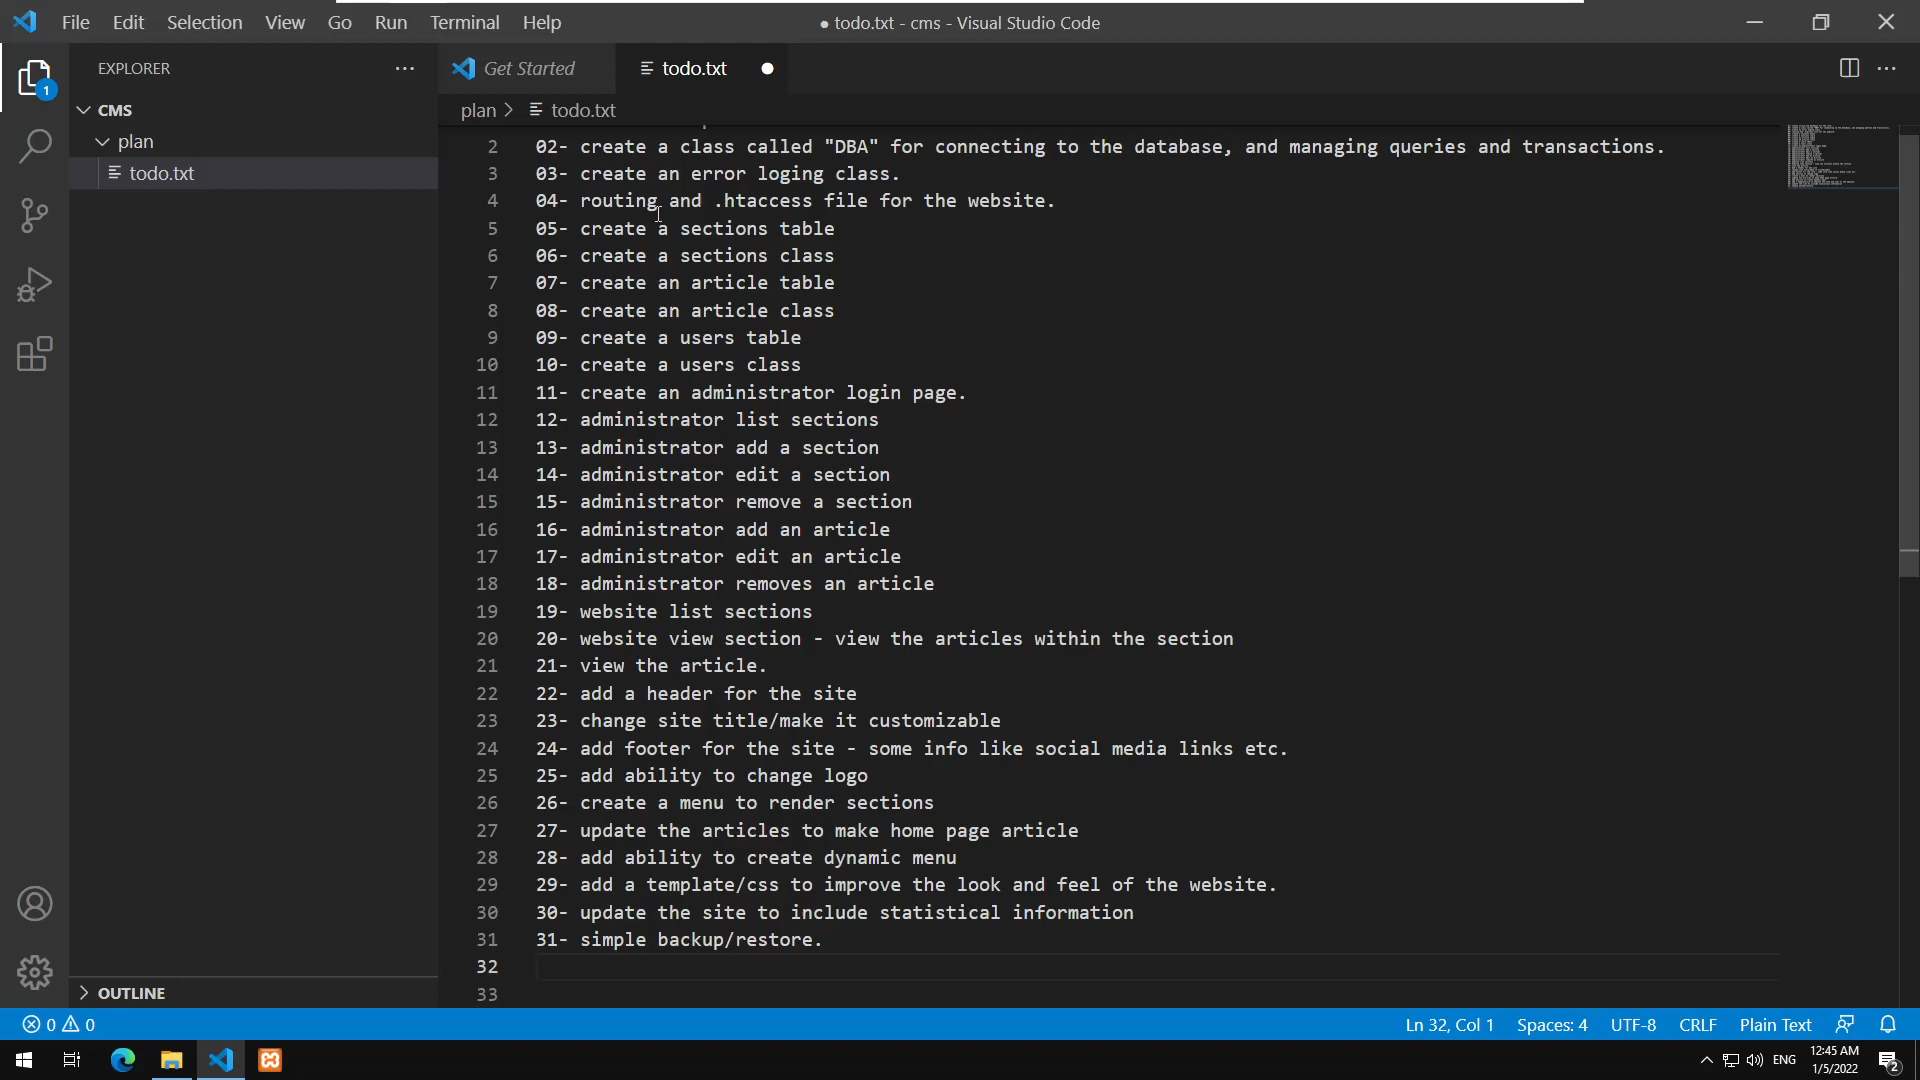 File Edit Selection View Go Run Terminal Help
● todo.txt - cms - Visual Studio Code
EXPLORER
Get Started
todo.txt
1
CMS
plan
todo.txt
plan > todo.txt
2 02- create a class called "DBA" for connecting to the database, and managing queries and transactions.
3 03- create an error loging class.
4 04- routing and .htaccess file for the website.
5 05- create a sections table
6 06- create a sections class
7 07- create an article table
8 08- create an article class
9 09- create a users table
10 10- create a users class
11 11- create an administrator login page.
12 12- administrator list sections
13 13- administrator add a section
14 14- administrator edit a section
15 15- administrator remove a section
16 16- administrator add an article
17 17- administrator edit an article
18 18- administrator removes an article
19 19- website list sections
20 20- website view section - view the articles within the section
21 21- view the article.
22 22- add a header for the site
23 23- change site title/make it customizable
24 24- add footer for the site - some info like social media links etc.
25 25- add ability to change logo
26 26- create a menu to render sections
27 27- update the articles to make home page article
28 28- add ability to create dynamic menu
29 29- add a template/css to improve the look and feel of the website.
30 30- update the site to include statistical information
31 31- simple backup/restore.
32
33
OUTLINE
0 0
Ln 32, Col 1 Spaces: 4 UTF-8 CRLF Plain Text
ENG
12:45 AM
1/5/2022
2